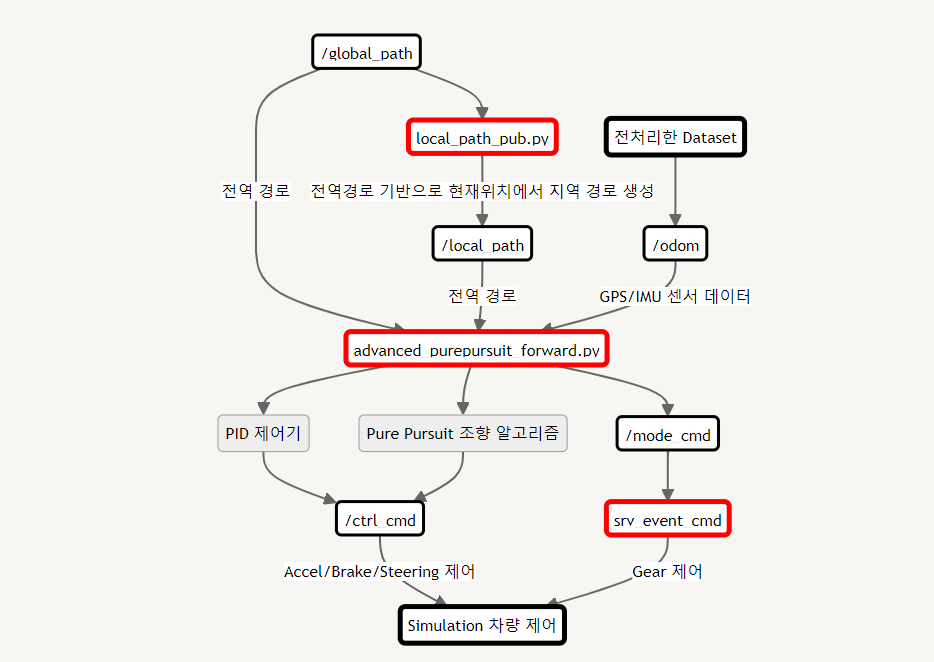 /global_path
local_path_pub.py
전처리한 Dataset
전역 경로
전역경로 기반으로 현재위치에서 지역 경로 생성
/local_path
/odom
전역 경로
GPS/IMU 센서 데이터
advanced_purepursuit_forward.py
PID 제어기
Pure Pursuit 조향 알고리즘
/mode_cmd
/ctrl_cmd
srv_event_cmd
Accel/Brake/Steering 제어
Gear 제어
Simulation 차량 제어